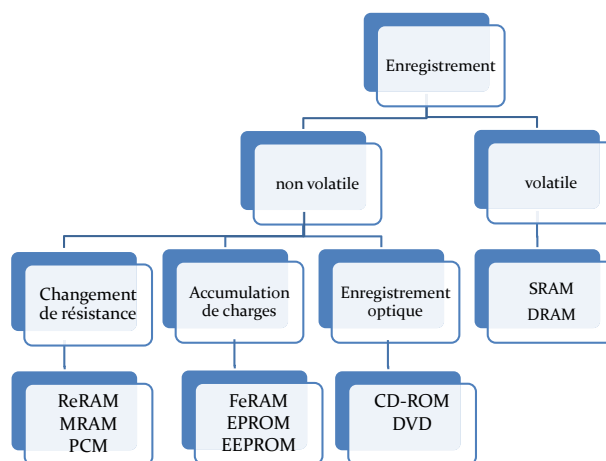 Enregistrement
non volatile
volatile
Changement
de résistance
Accumulation
de charges
Enregistrement
optique
SRAM
DRAM
ReRAM
MRAM
PCM
FeRAM
EPROM
EEPROM
CD-ROM
DVD